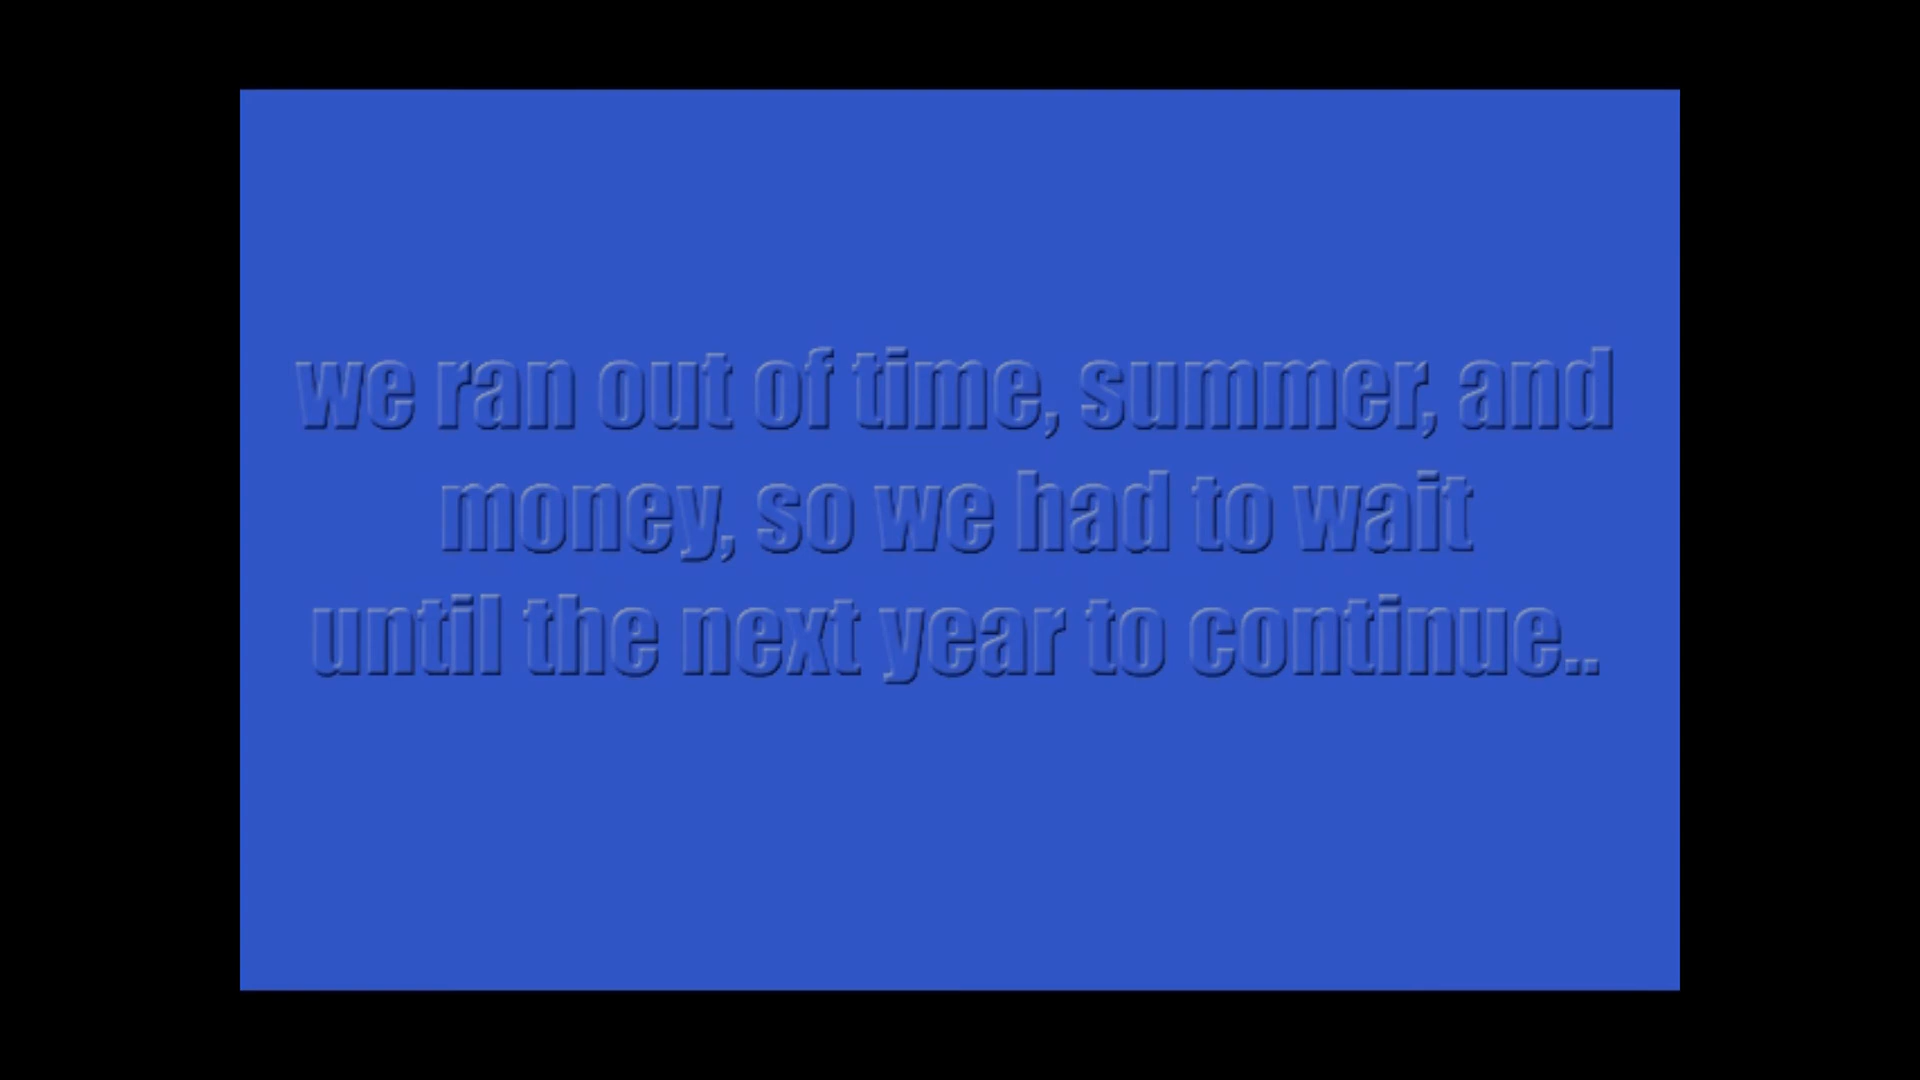 we ran out of time, summer, and
money, so we had to wait
until the next year to continue..